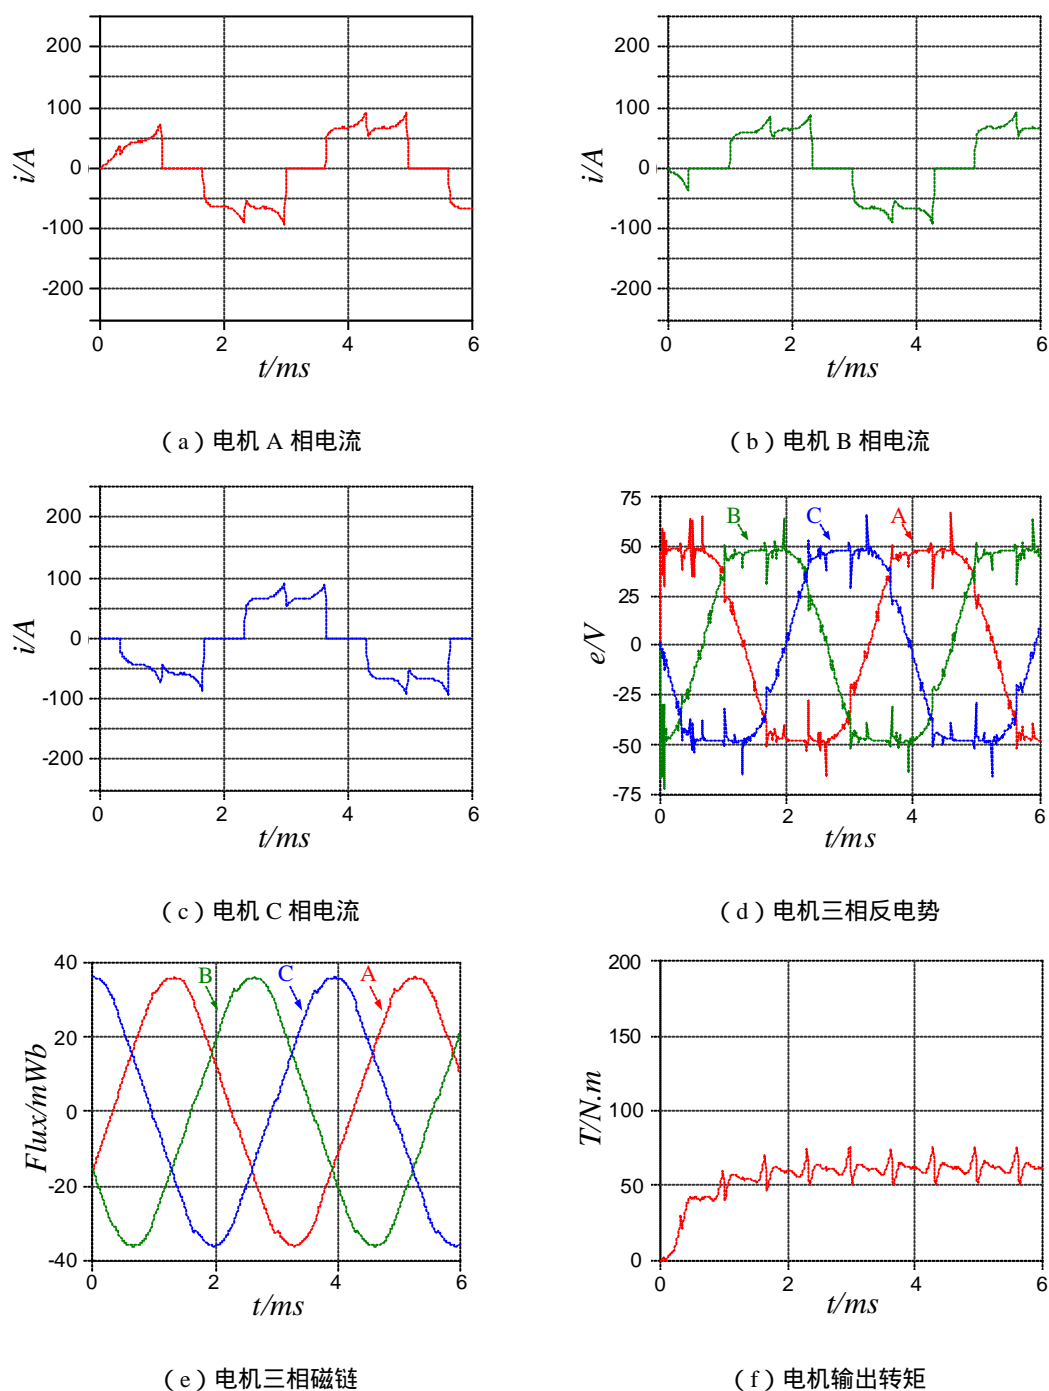 200
100
0
-100
-200
i/A
0 2 4 6
t/ms
(a)电机 A 相电流
200
100
0
-100
-200
i/A
0 2 4 6
t/ms
(b)电机 B 相电流
200
100
0
-100
-200
i/A
0 2 4 6
t/ms
(c)电机 C 相电流
75
50
25
0
-25
-50
-75
e/V
B C A
0 2 4 6
t/ms
(d)电机三相反电势
40
20
0
-20
-40
Flux/mWb
B C A
0 2 4 6
t/ms
(e)电机三相磁链
200
150
100
50
0
T/N.m
0 2 4 6
t/ms
(f)电机输出转矩